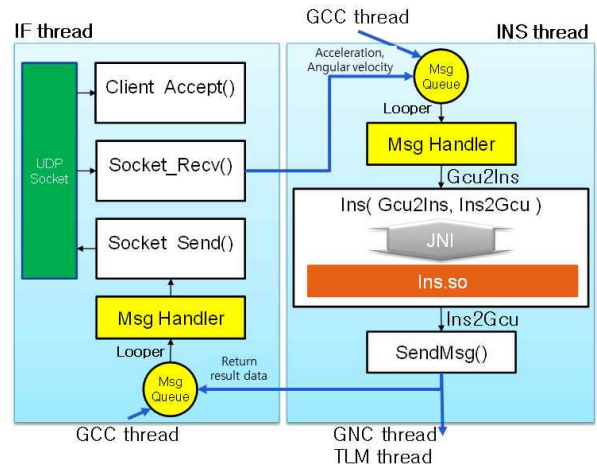 GCC thread
IF thread
INS thread
Acceleration,
Angular velocity
Msg
Queue
Looper
Client Accept()
UDP
Socket
Socket_Recv()
Msg Handler
Gcu2Ins
Ins( Gcu2Ins, Ins2Gcu )
JNI
Ins.so
Socket Send()
Msg Handler
Looper
Ins2Gcu
SendMsg()
Return
result data
Msg
Queue
GCC thread
GNC thread
TLM thread